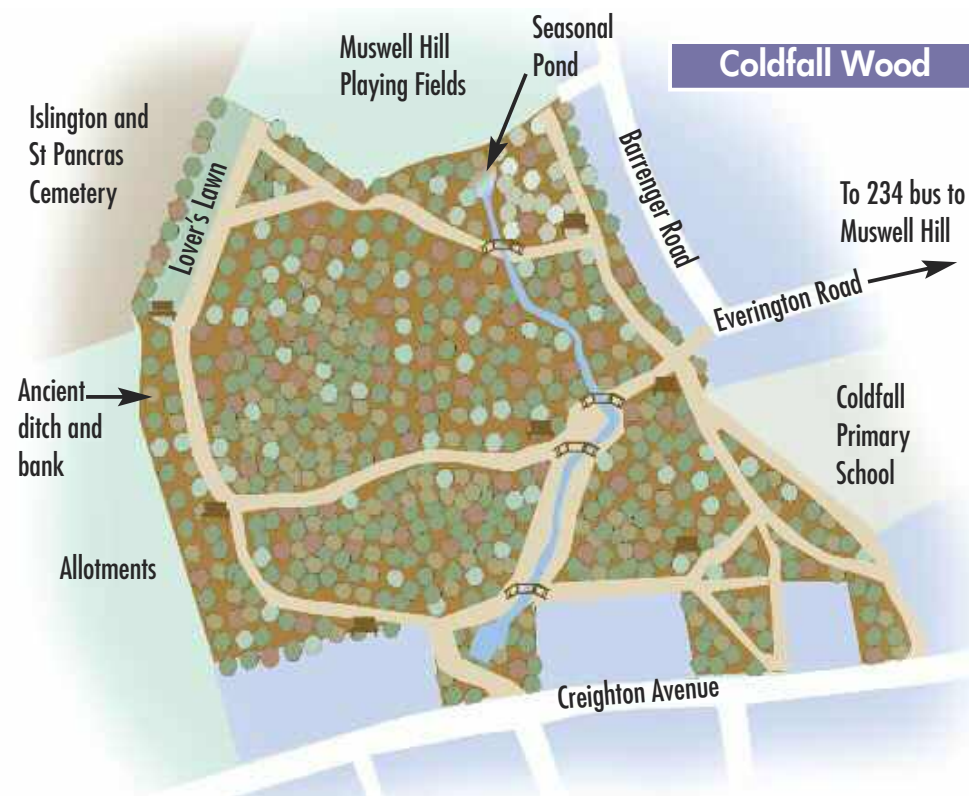 Coldfall Wood
Seasonal
Pond
Muswell Hill
Playing Fields
Islington and
St Pancras
Cemetery
Lover's Lawn
Barrenger Road
To 234 bus to
Muswell Hill
Everington Road
Ancient
ditch and
bank
Coldfall
Primary
School
Allotments
Creighton Avenue